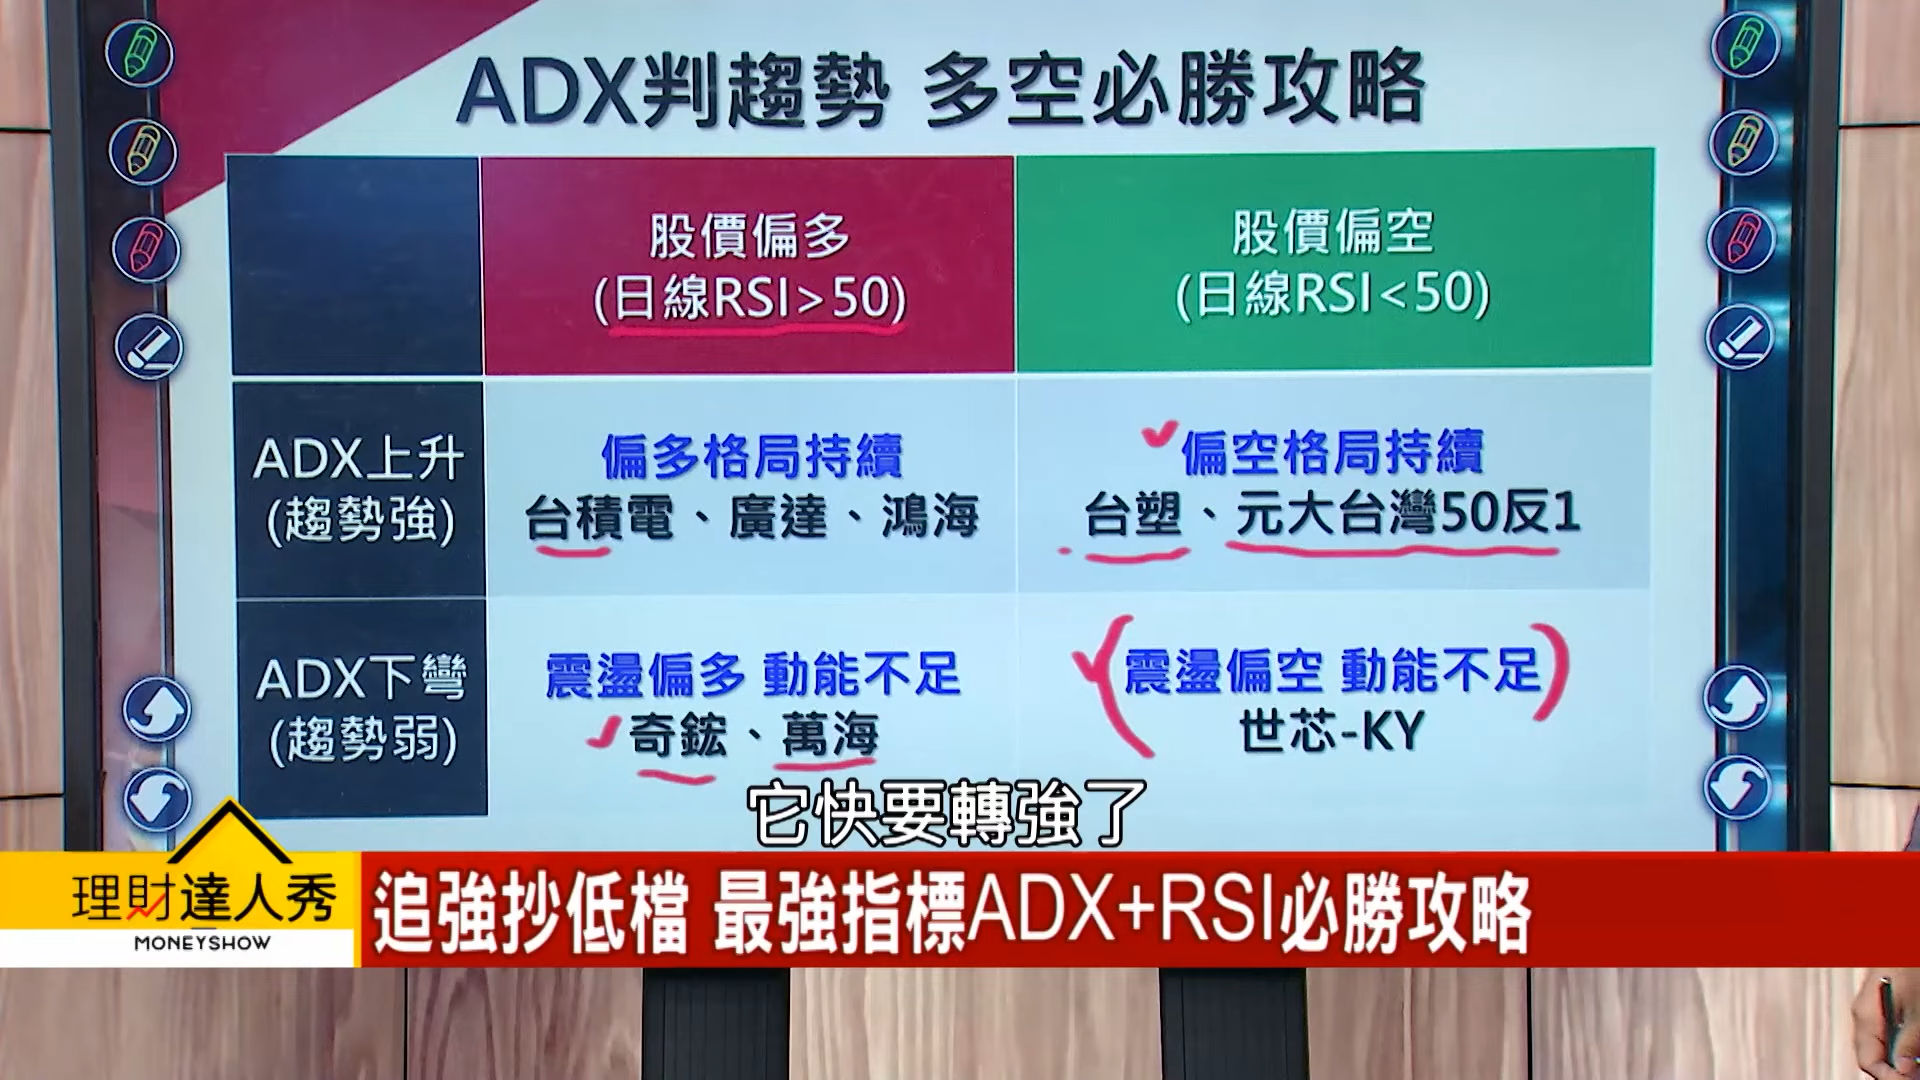 ADX判趨勢 多空必勝攻略
股價偏多
(日線RSI>50)
股價偏空
(日線RSI<50)
ADX上升
(趨勢強)
偏多格局持續
台積電、廣達、鴻海
偏空格局持續
台塑、元大台灣50反1
ADX下彎
(趨勢弱)
震盪偏多 動能不足
奇鋐、萬海
震盪偏空 動能不足
世芯-KY
它快要轉強了
理財達人秀
MONEYSHOW
追強抄低檔 最強指標ADX+RSI必勝攻略